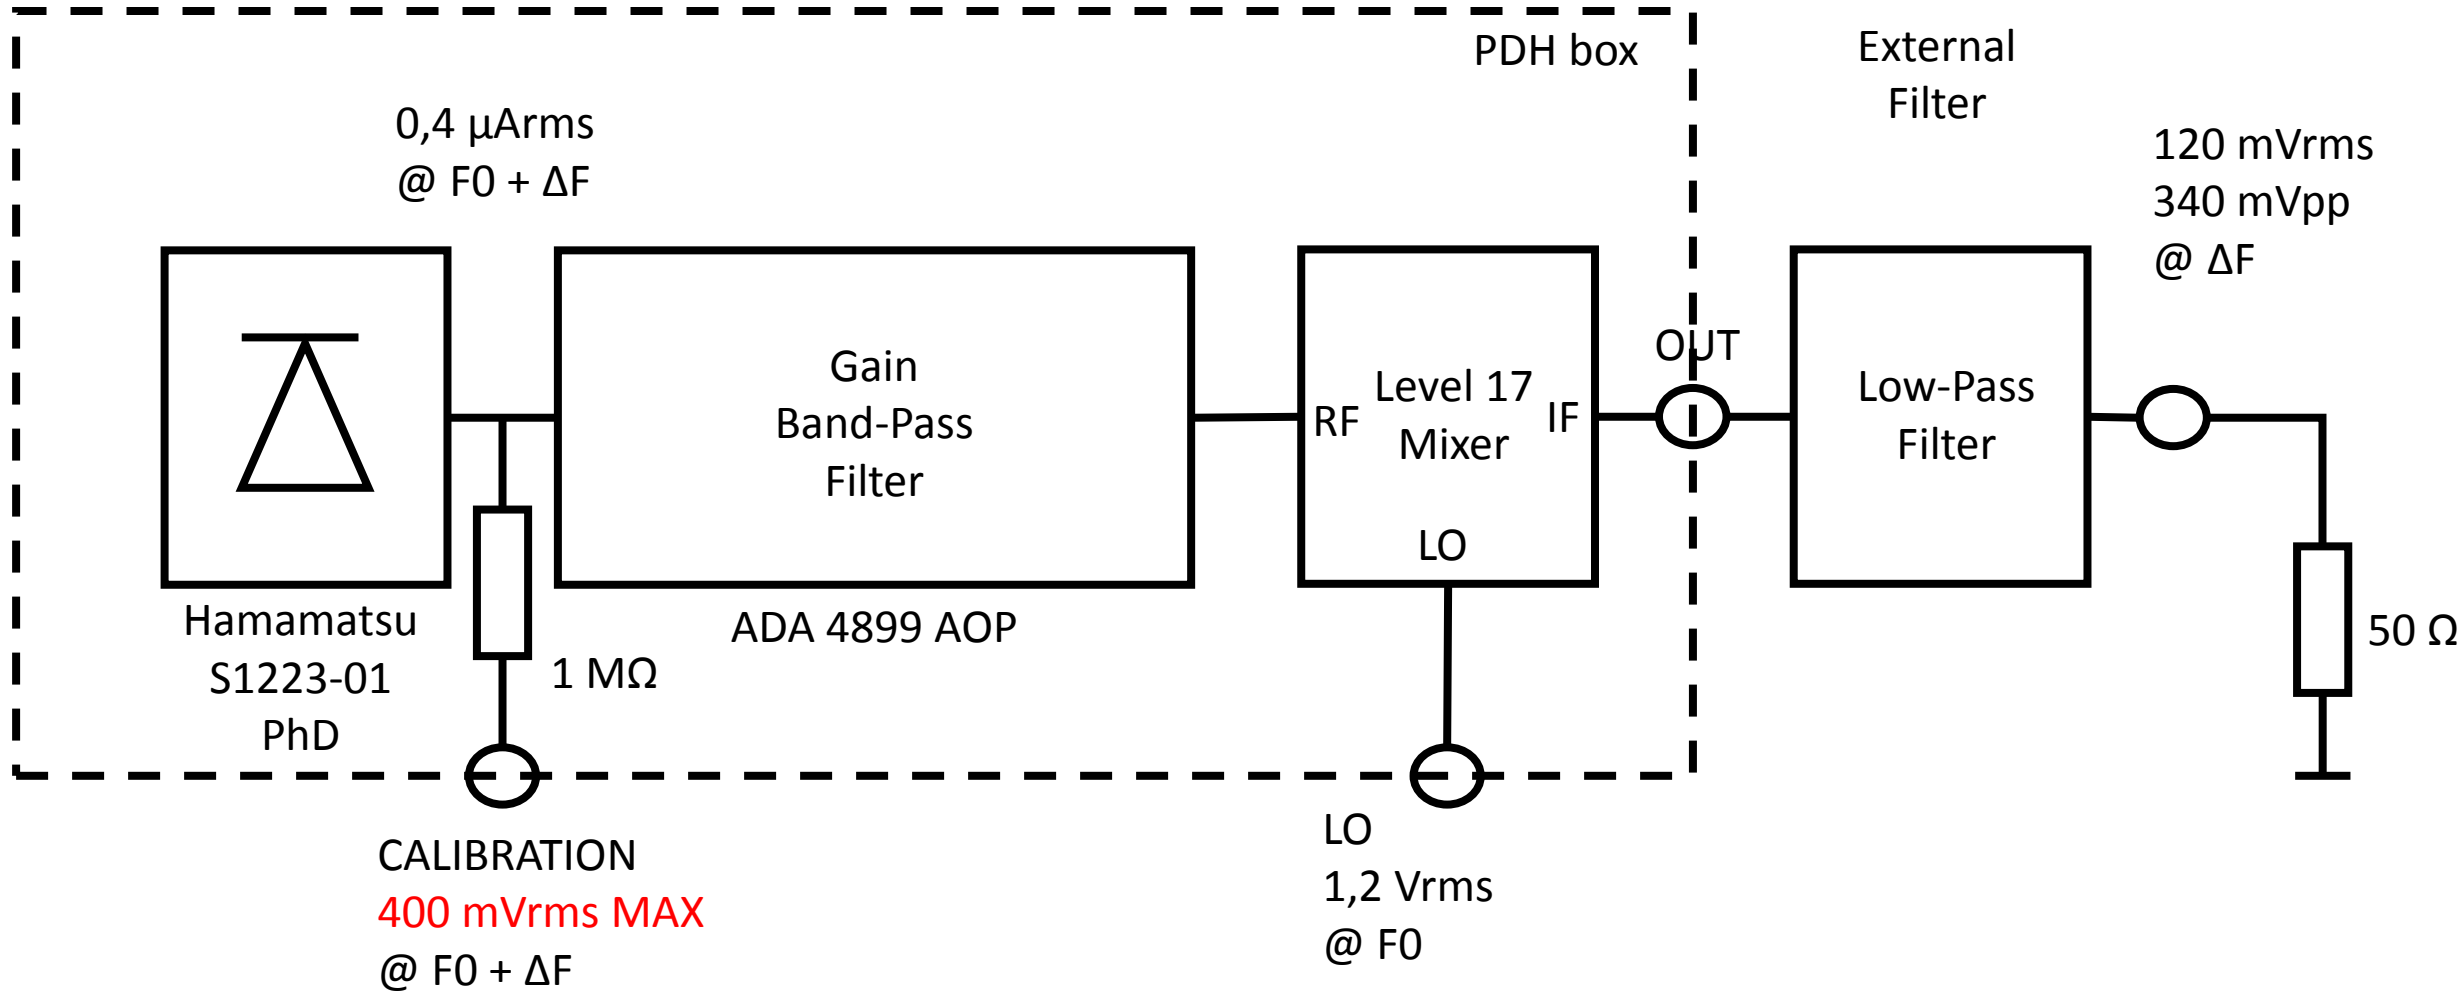 PDH box
External
Filter
0,4 µArms
@ F0 + ΔF
120 mVrms
340 mVpp
@ ΔF
Gain
Band-Pass
Filter
RF
Level 17
Mixer
IF
LO
OUT
Low-Pass
Filter
Hamamatsu
S1223-01
PhD
1 MΩ
ADA 4899 AOP
50 Ω
CALIBRATION
400 mVrms MAX
@ F0 + ΔF
LO
1,2 Vrms
@ F0